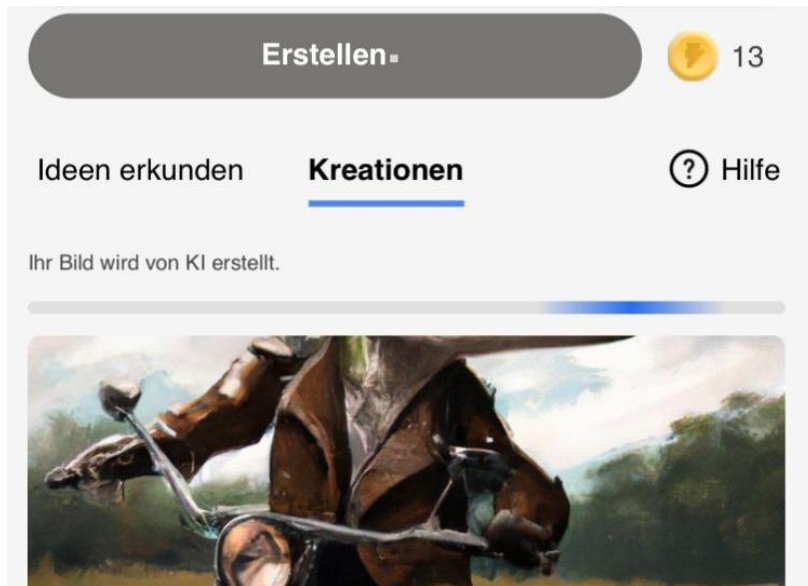 Erstellen
13
Ideen erkunden Kreationen Hilfe
Ihr Bild wird von KI erstellt.